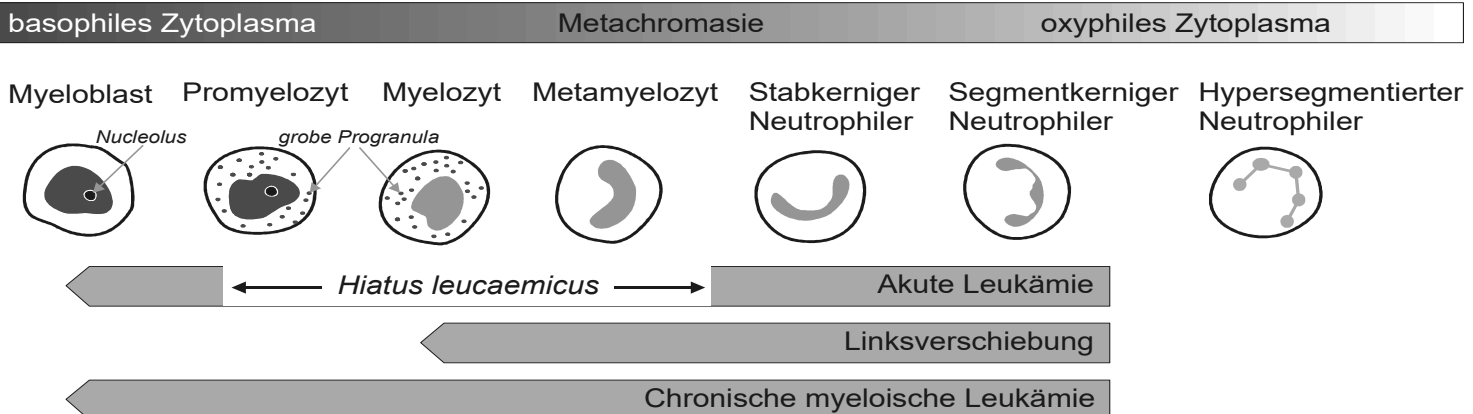 basophiles Zytoplasma Metachromasie oxyphiles Zytoplasma
Myeloblast Promyelozyt Myelozyt Metamyelozyt Stabkerniger Segmentkerniger Hypersegmentierter
Neutrophiler Neutrophiler Neutrophiler
Nucleolus grobe Progranula
Hiatus leucaemicus Akute Leukämie
Linksverschiebung
Chronische myeloische Leukämie